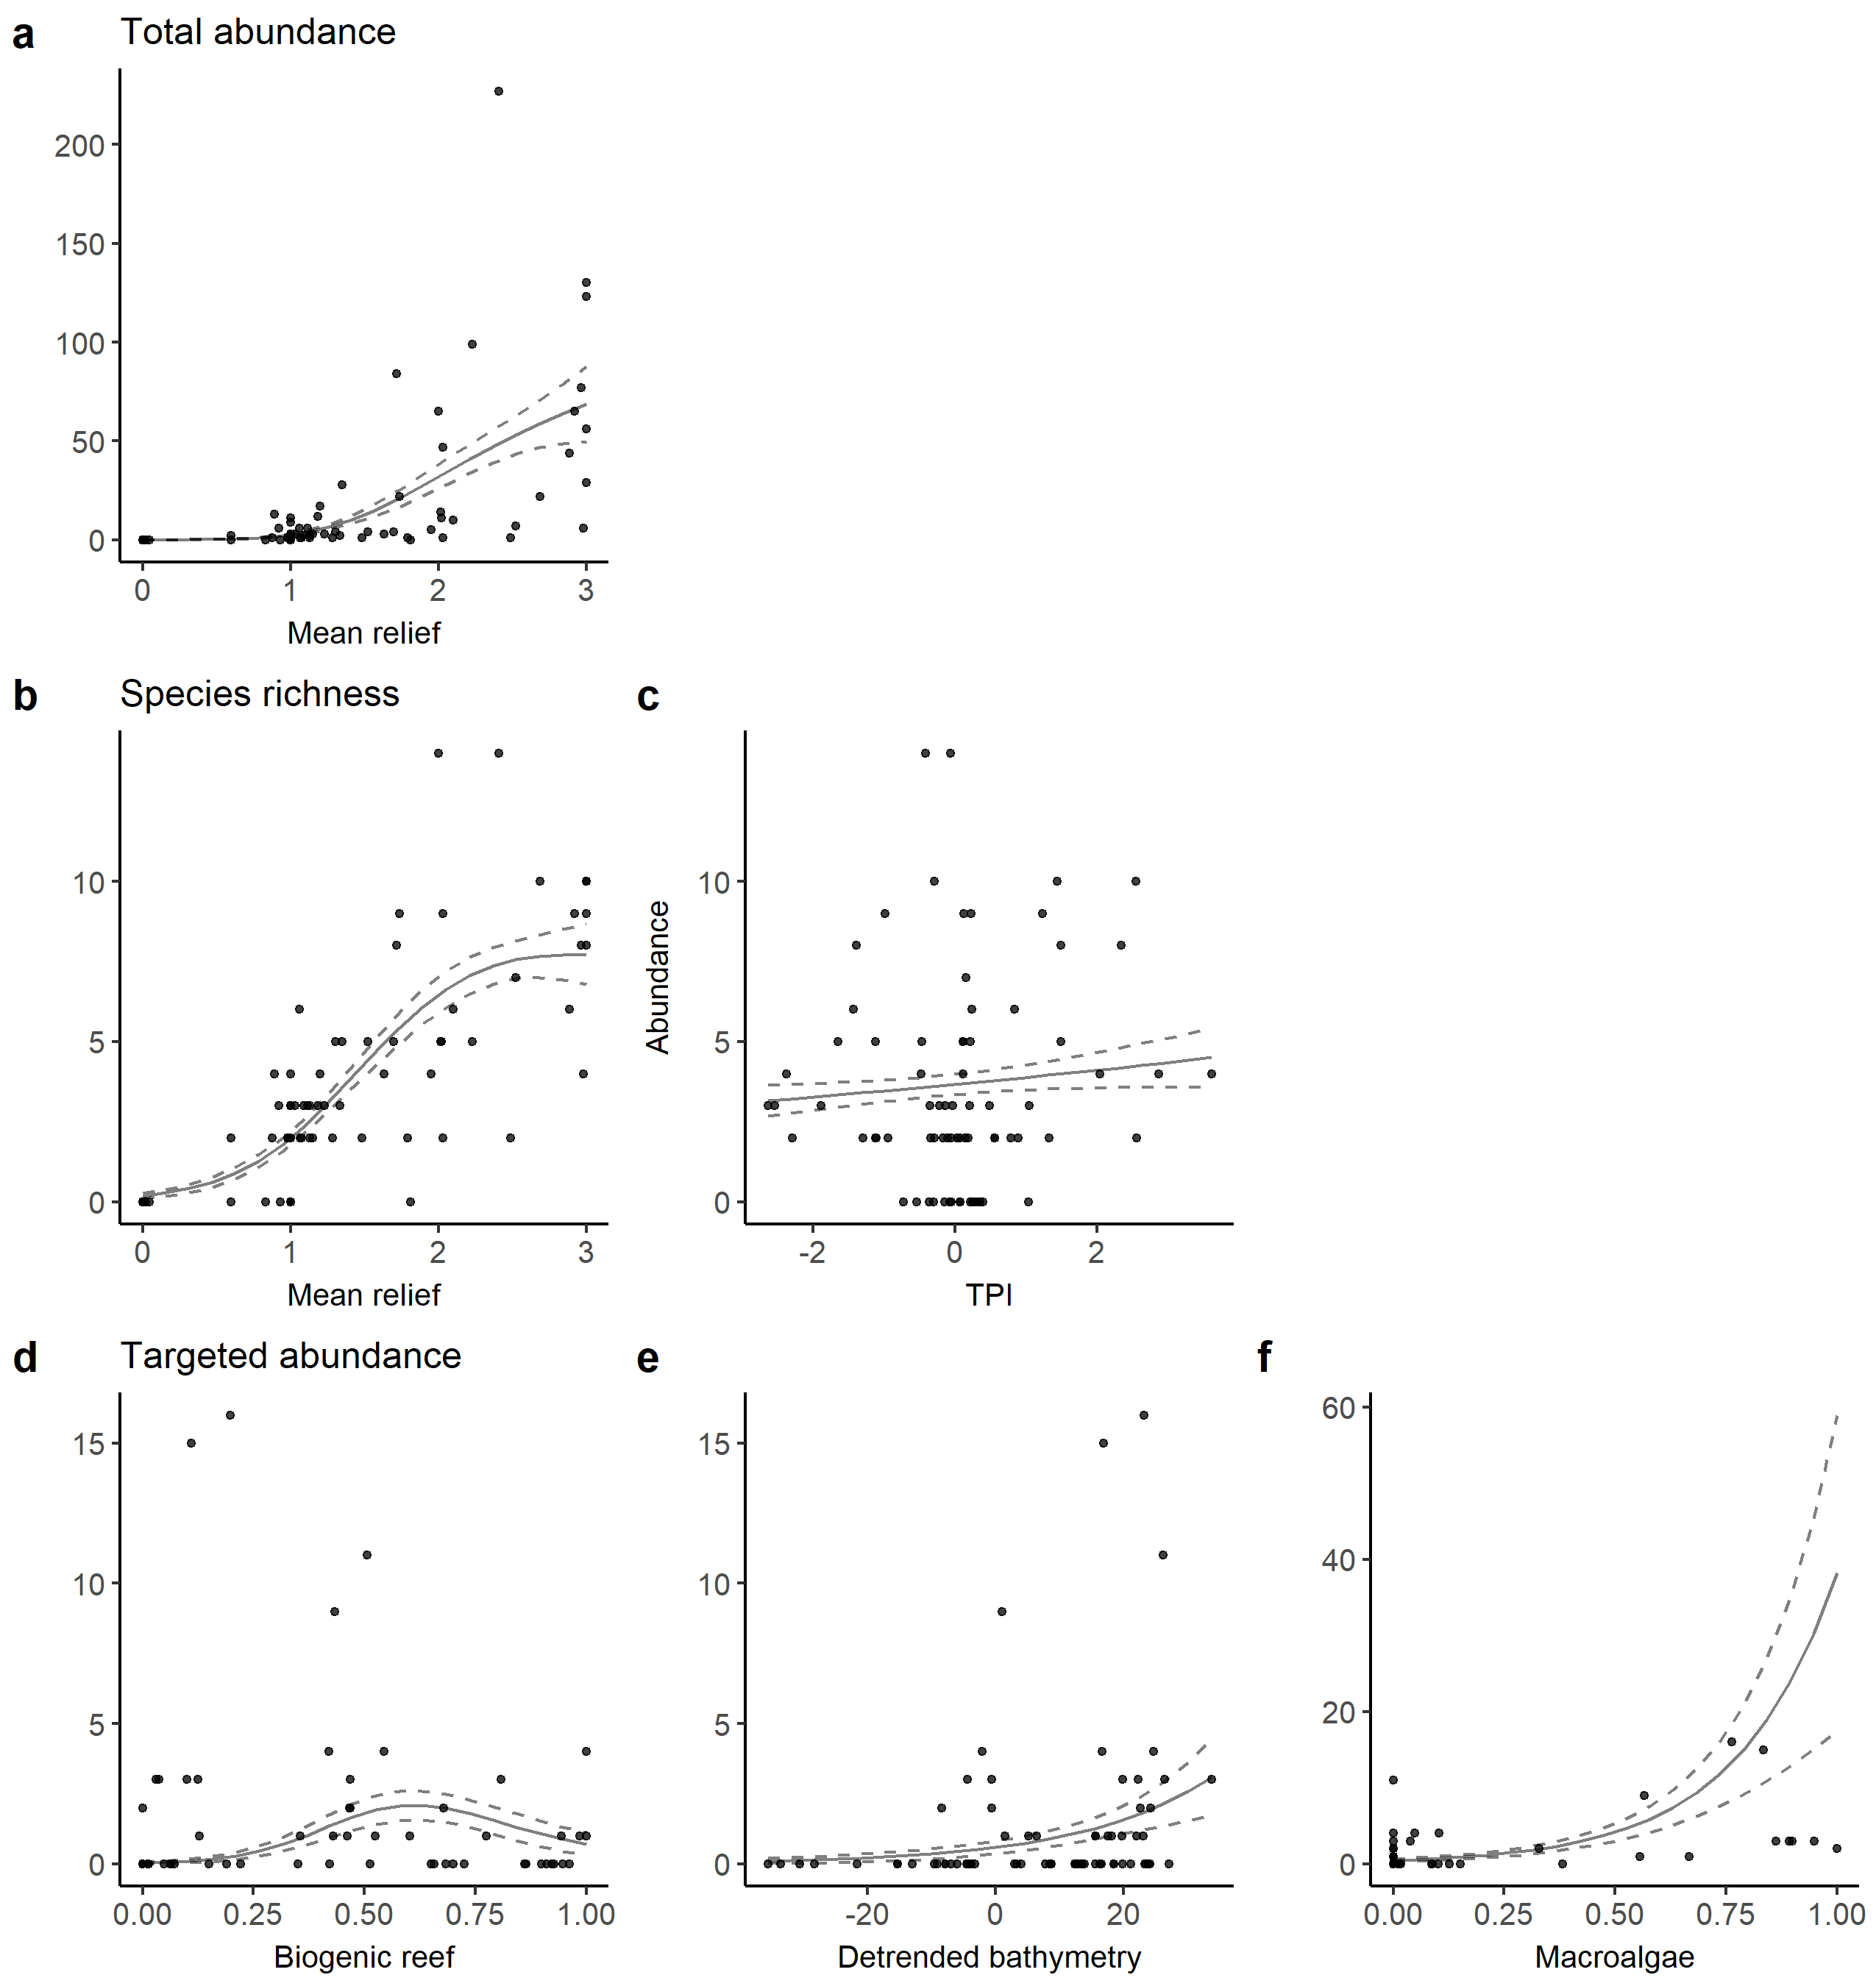 a Total abundance
200
150
100
50
0
0 1 2 3
Mean relief
b Species richness
10
5
0
0 1 2 3
Mean relief
c
Abundance
10
5
0
-2 0 2
TPI
d Targeted abundance
15
10
5
0
0.00 0.25 0.50 0.75 1.00
Biogenic reef
e
15
10
5
0
-20 0 20
Detrended bathymetry
f
60
40
20
0
0.00 0.25 0.50 0.75 1.00
Macroalgae